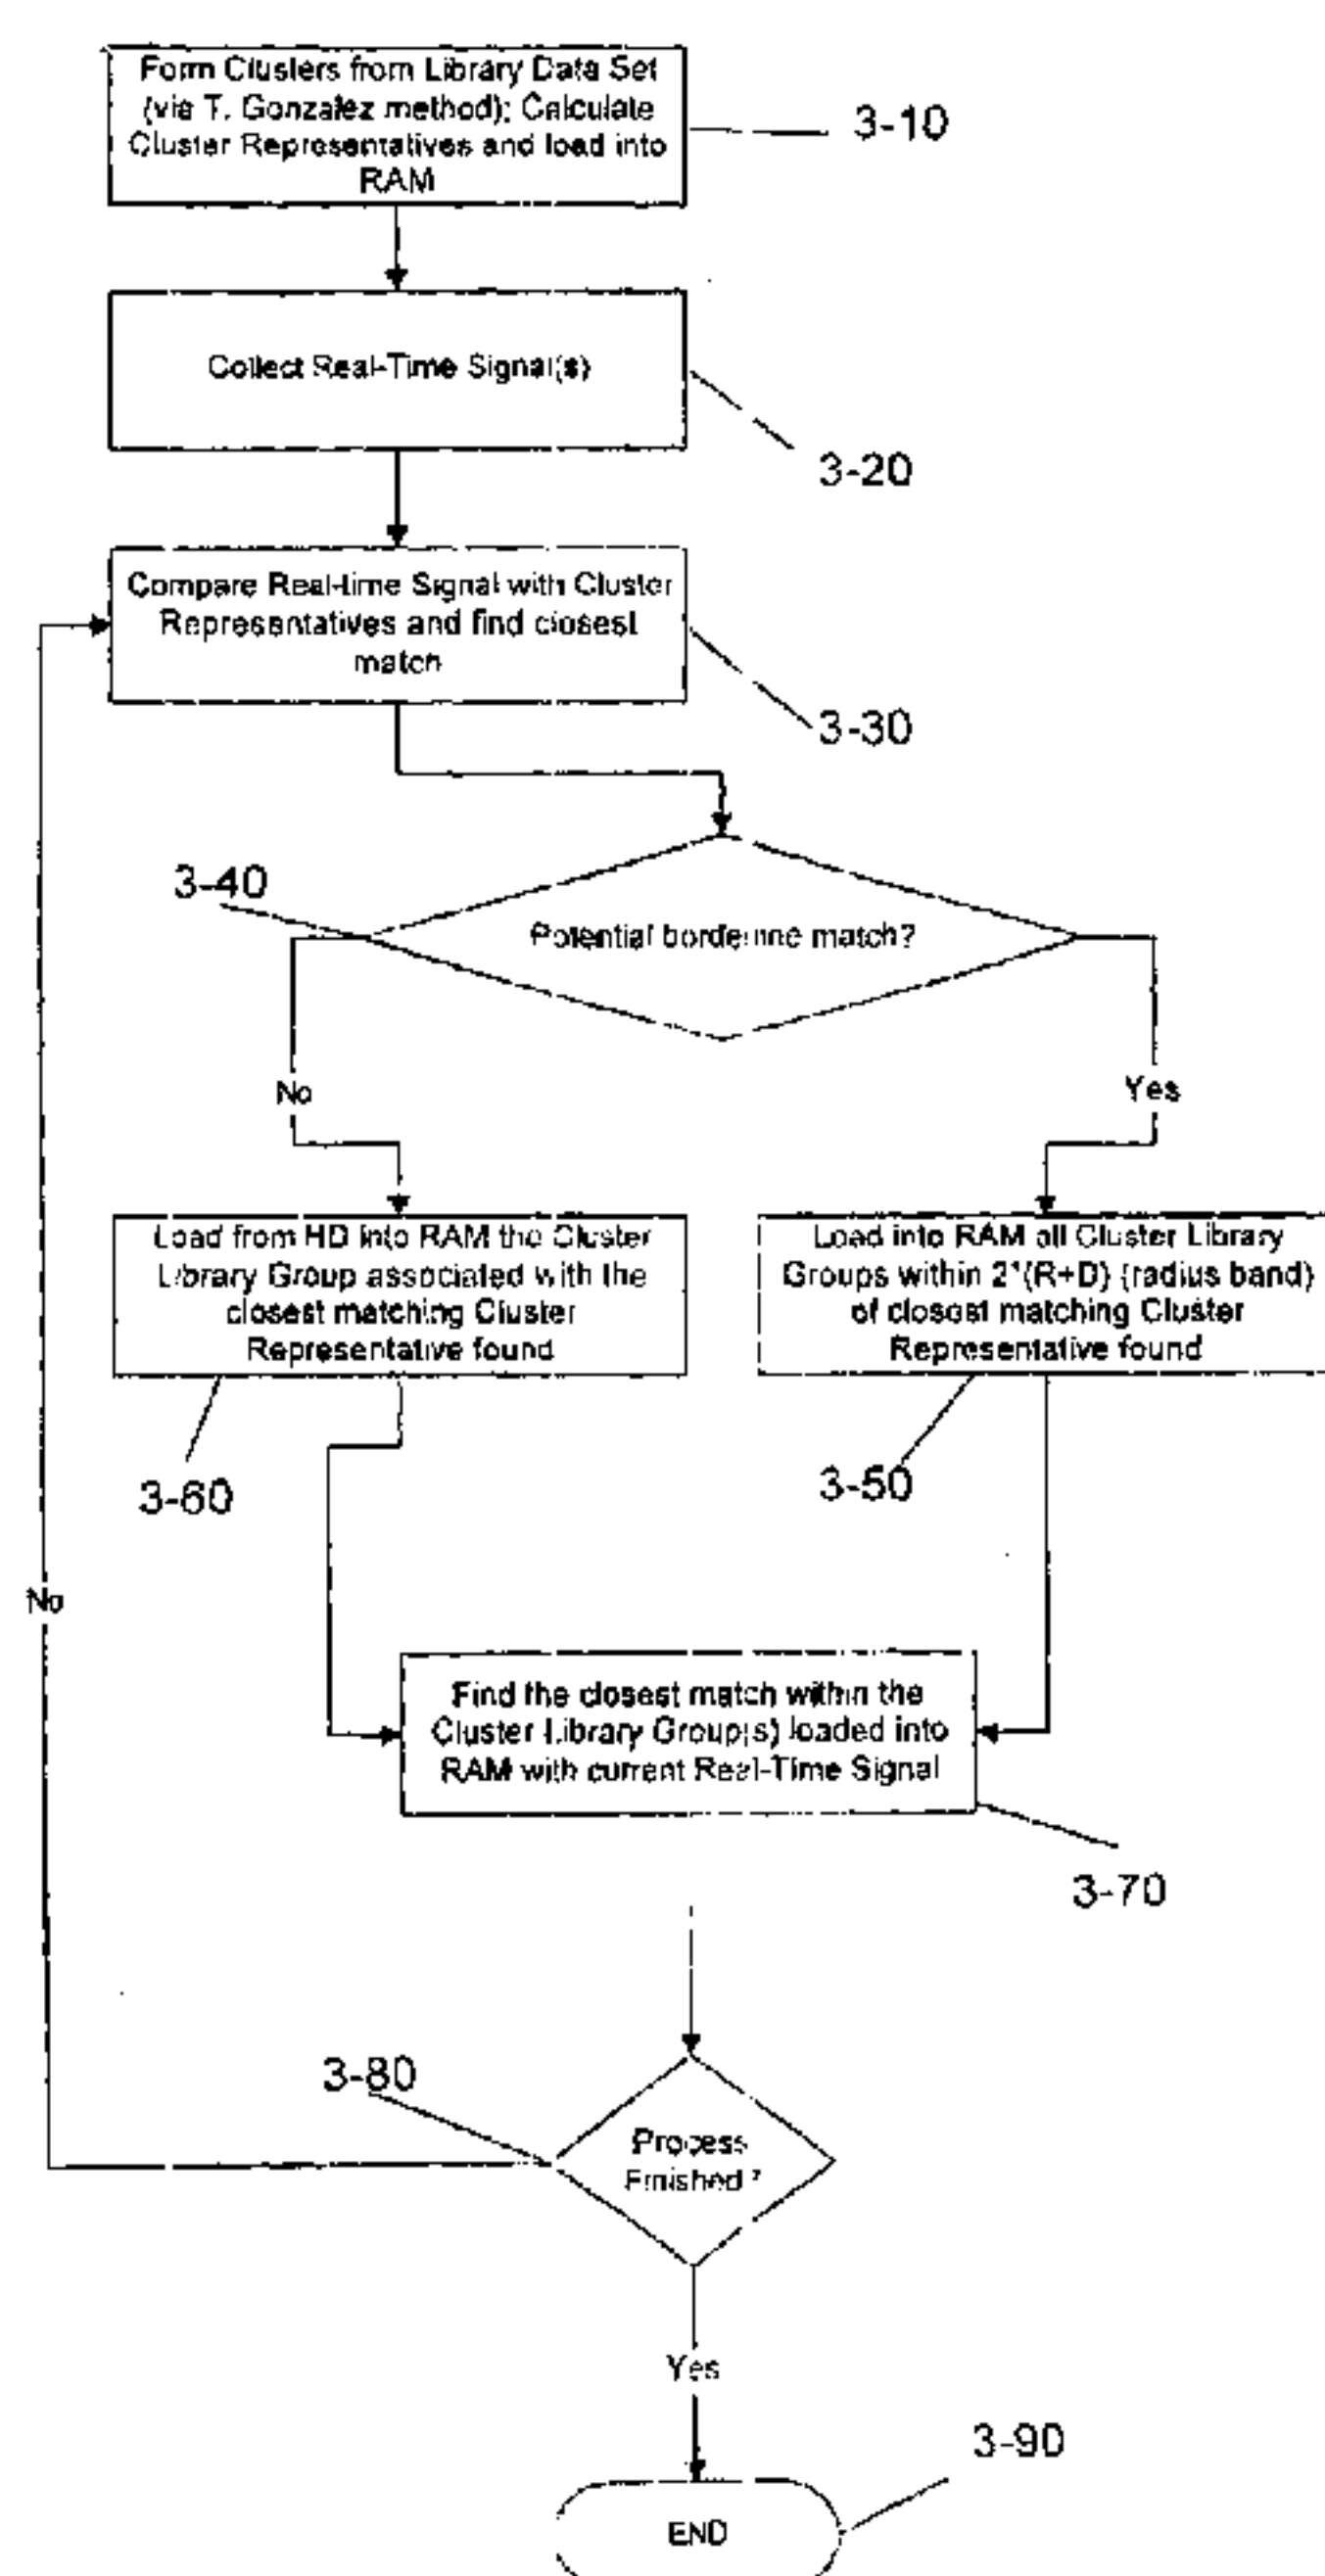 Form Clusters from Library Data Set
(via T. Gonzalez method); Calculate
Cluster Representatives and load into
RAM
3-10
Collect Real-Time Signal(s)
3-20
Compare Real-time Signal with Cluster
Representatives and find closest
match
3-30
3-40
Potential borderline match?
No
Yes
Load from HD into RAM the Cluster
Library Group associated with the
closest matching Cluster
Representative found
Load into RAM all Cluster Library
Groups within 2*(R+D) (radius band)
of closest matching Cluster
Representative found
3-60
3-50
No
Find the closest match within the
Cluster Library Group(s) loaded into
RAM with current Real-Time Signal
3-70
3-80
Process
Finished?
Yes
3-90
END